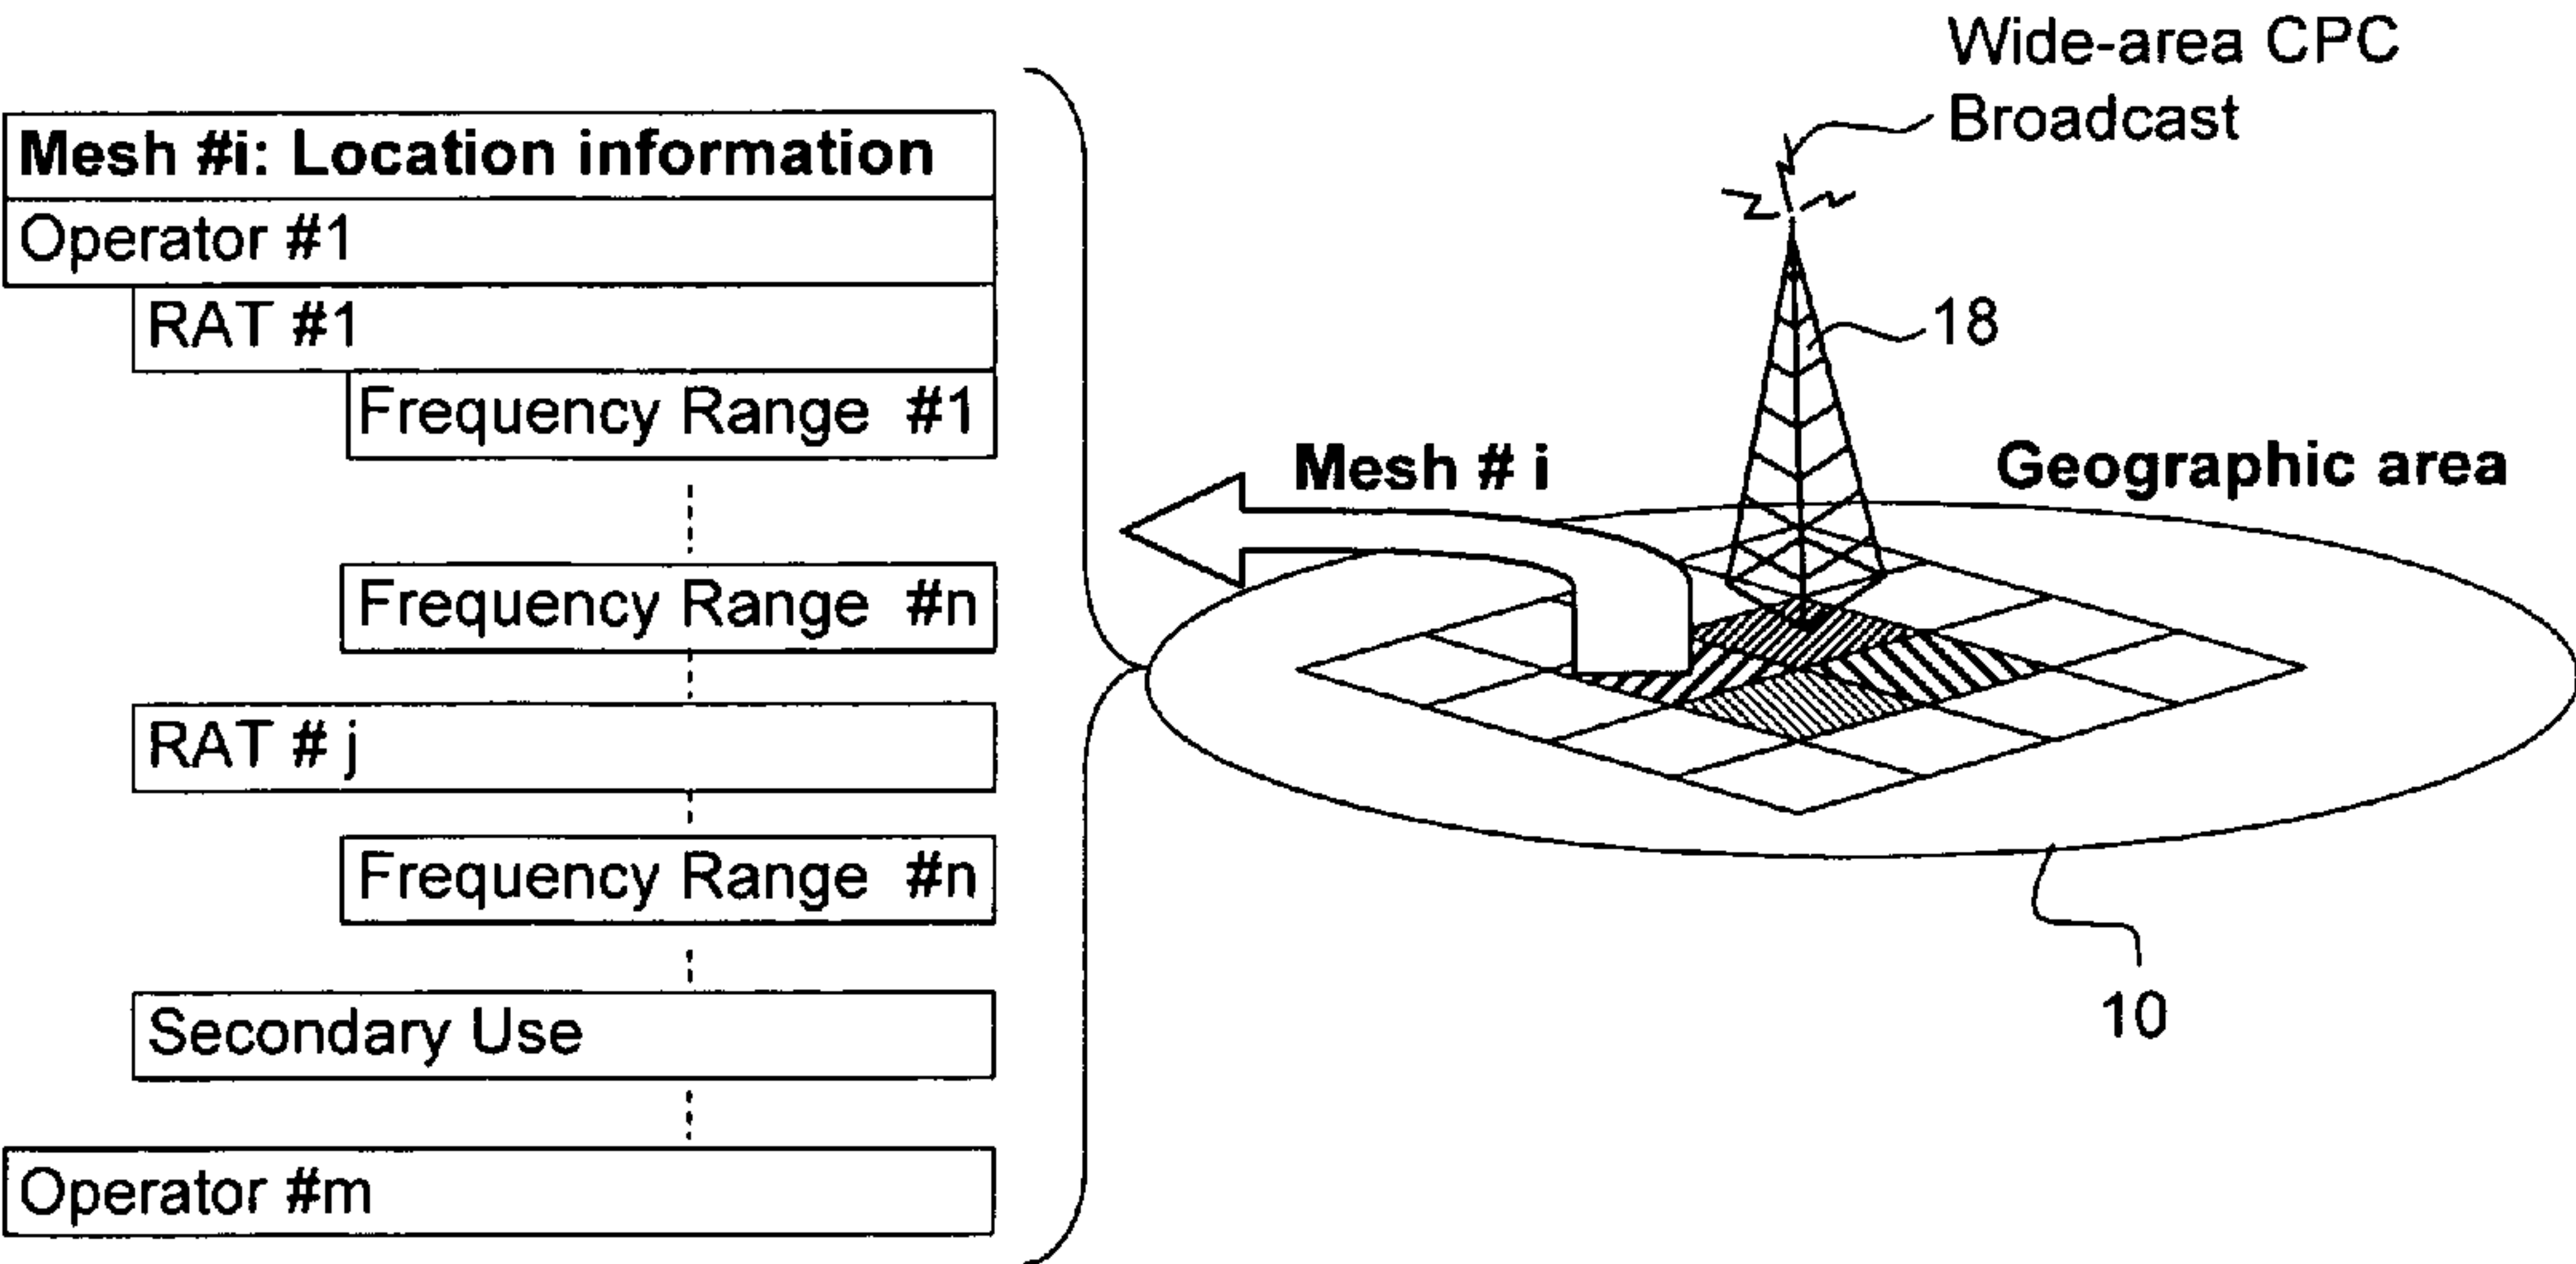 Wide-area CPC
Broadcast
Mesh #i: Location information
Operator #1
RAT #1
Frequency Range #1
Frequency Range #n
RAT # j
Frequency Range #n
Secondary Use
Operator #m
18
Mesh # i
Geographic area
10